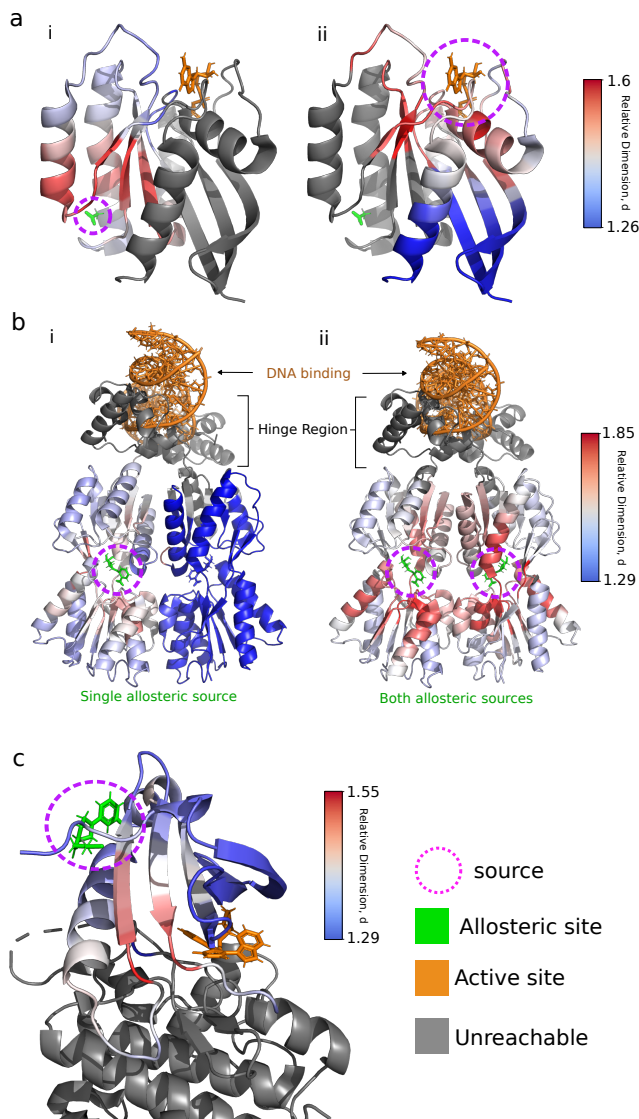 a
i
ii
1.6
Relative Dimension, d
1.26
b
i
ii
DNA binding
Hinge Region
1.85
Relative Dimension, d
1.29
Single allosteric source
Both allosteric sources
c
1.55
Relative Dimension, d
1.29
source
Allosteric site
Active site
Unreachable